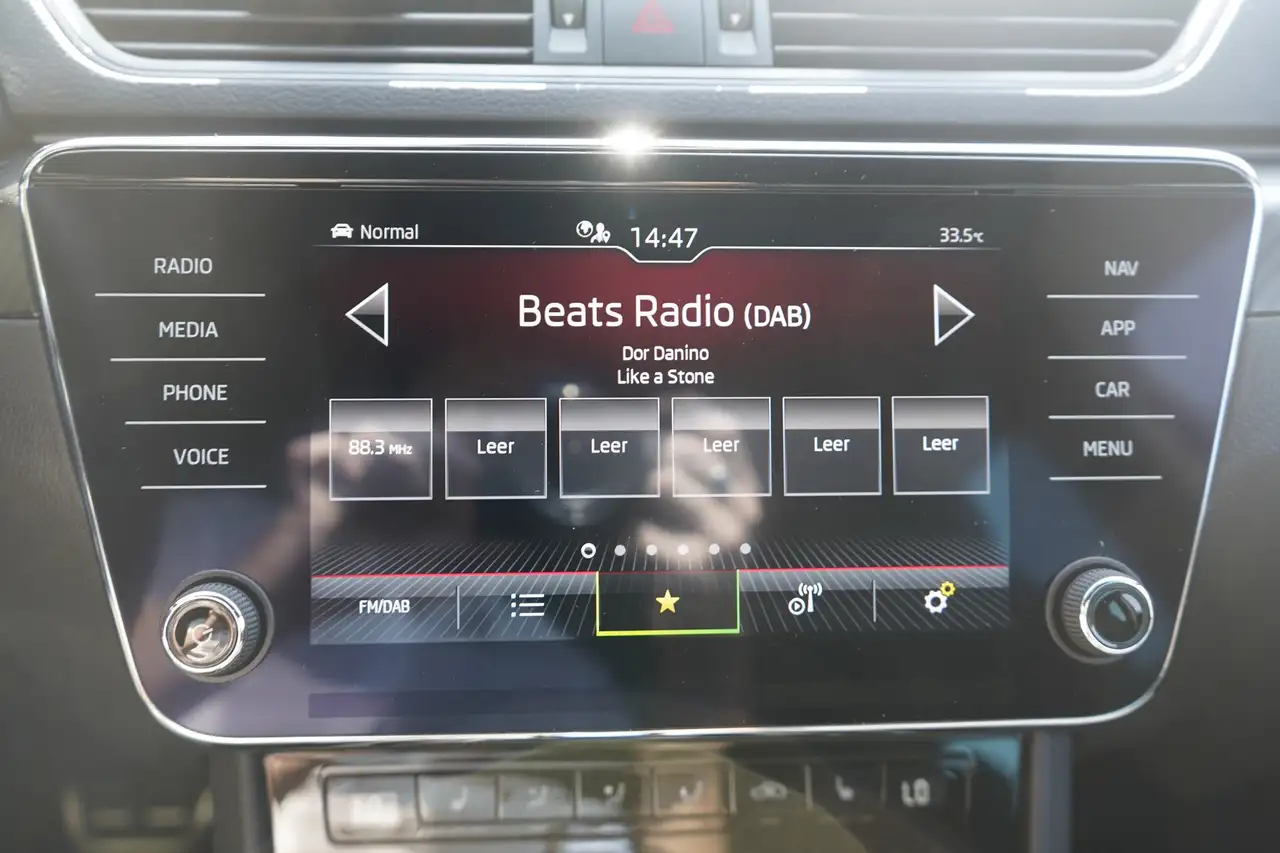 Normal
14:47
33.5°C
RADIO
MEDIA
PHONE
VOICE
Beats Radio (DAB)
Dor Danino
Like a Stone
88.3 MHz
Leer
Leer
Leer
Leer
Leer
FM/DAB
NAV
APP
CAR
MENU